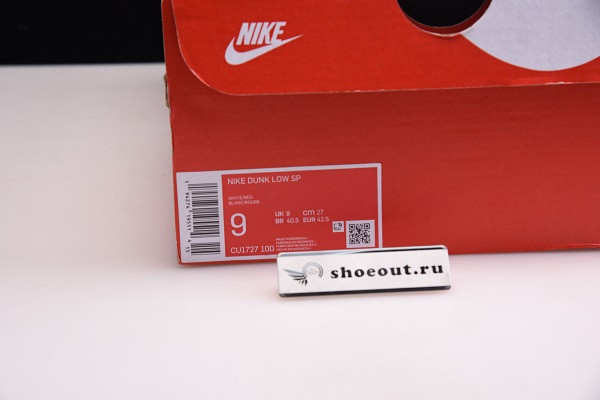 NIKE
NIKE DUNK LOW SP
WHITE/RED
BLANC/ROUGE
9
UK 8 cm 27
BR 40.5 EUR 42.5
CU1727 100
shoeout.ru